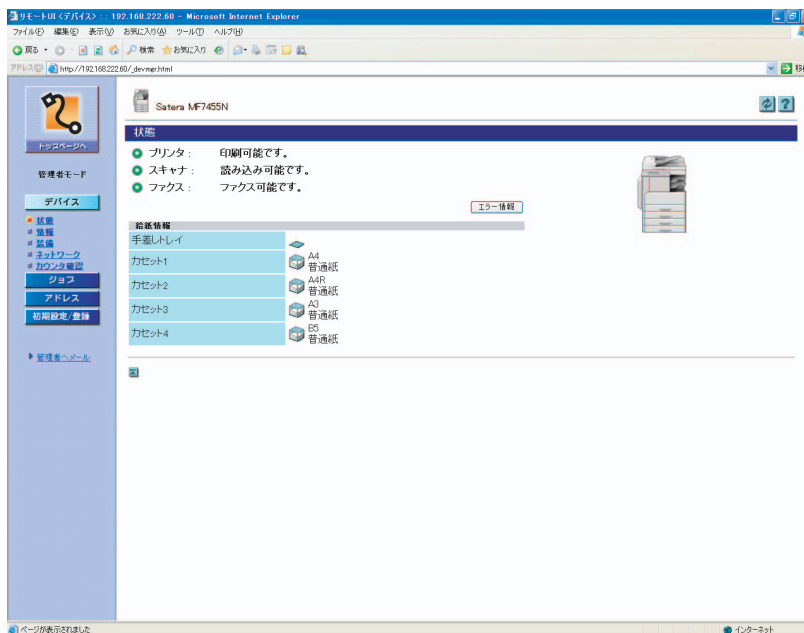 リモートUI <デバイス> : : 192.168.222.60 - Microsoft Internet Explorer
ファイル(F) 編集(E) 表示(V) お気に入り(A) ツール(T) ヘルプ(H)
戻る 検索 お気に入り
アドレス(D) http://192.168.222.60/_devmer.html 移動
Satera MF7455N
トップページへ
管理者モード
デバイス
状態
情報
装備
ネットワーク
カウンタ確認
ジョブ
アドレス
初期設定/登録
管理者へメール
状態
プリンタ : 印刷可能です。
スキャナ : 読み込み可能です。
ファクス : ファクス可能です。
エラー情報
給紙情報
手差しトレイ
カセット1 A4 普通紙
カセット2 A4R 普通紙
カセット3 A3 普通紙
カセット4 B5 普通紙
ページが表示されました インターネット